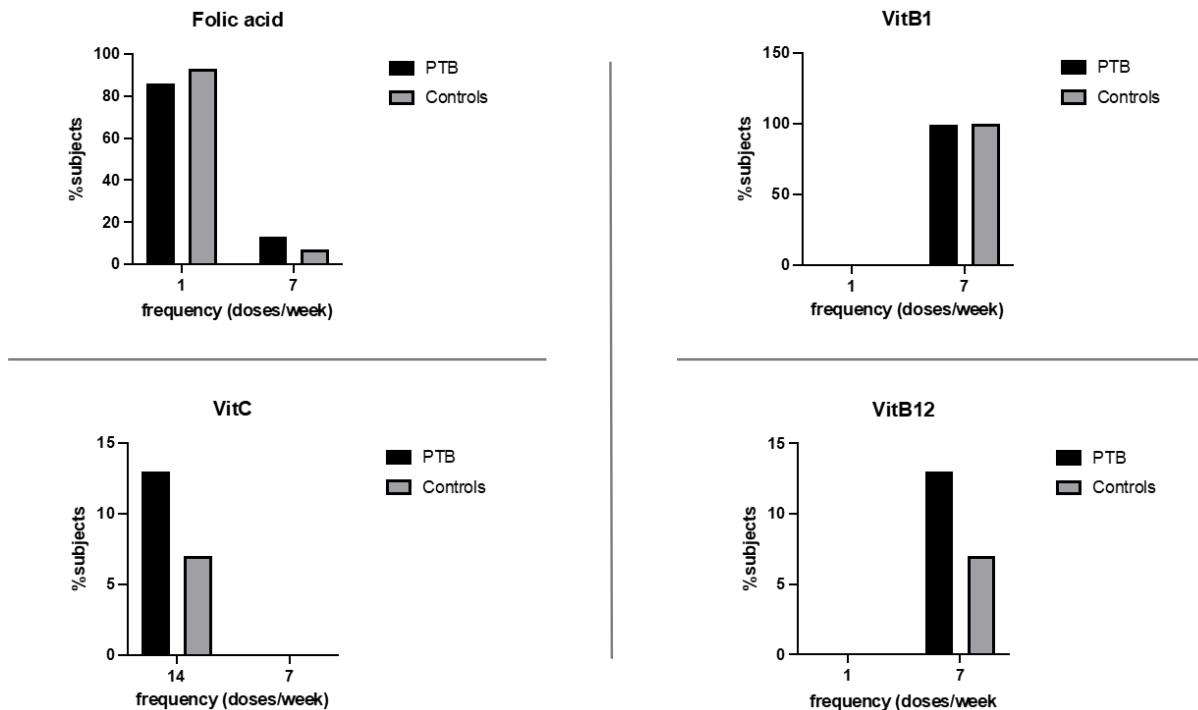 Folic acid
100
80
60
40
20
0
%subjects
1
7
frequency (doses/week)
PTB
Controls
VitB1
150
100
50
0
%subjects
1
7
frequency (doses/week)
PTB
Controls
VitC
15
10
5
0
%subjects
14
7
frequency (doses/week)
PTB
Controls
VitB12
15
10
5
0
%subjects
1
7
frequency (doses/week
PTB
Controls